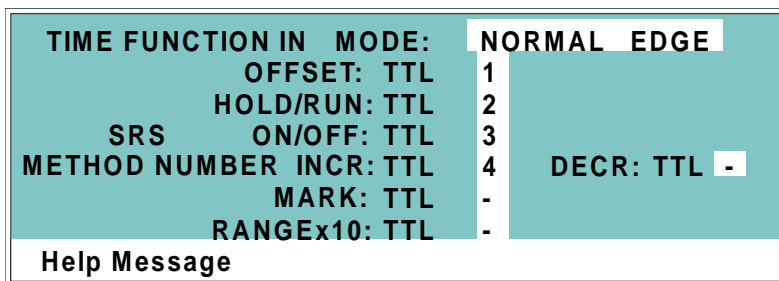 TIME FUNCTION IN MODE: NORMAL EDGE
OFFSET: TTL 1
HOLD/RUN: TTL 2
SRS ON/OFF: TTL 3
METHOD NUMBER INCR: TTL 4 DECR: TTL -
MARK: TTL -
RANGEx10: TTL -
Help Message